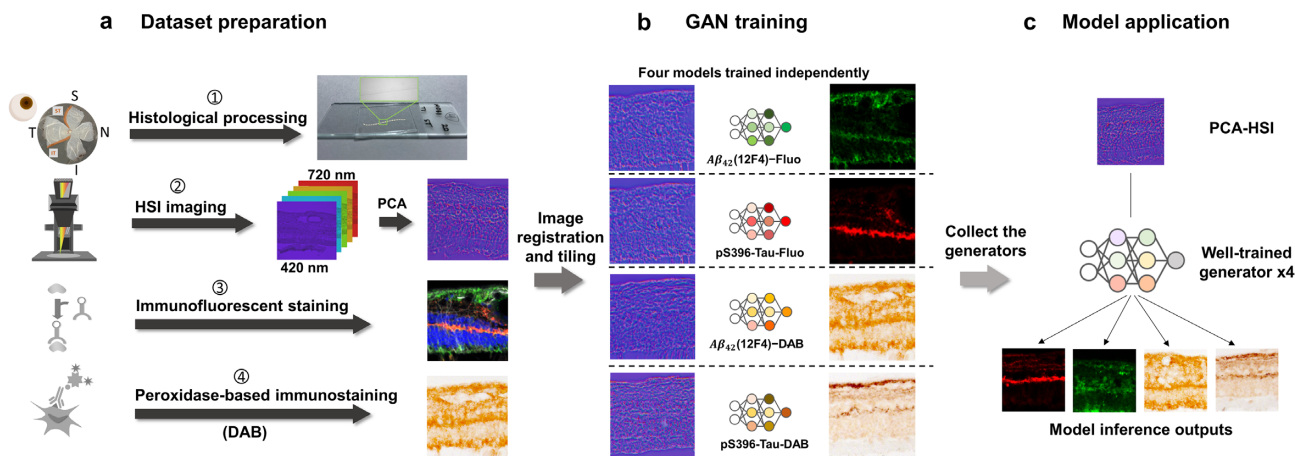 a Dataset preparation
①
Histological processing
S
T
N
I
ST
IT
②
HSI imaging
720 nm
420 nm
PCA
③
Immunofluorescent staining
④
Peroxidase-based immunostaining
(DAB)
Image
registration
and tiling
b GAN training
Four models trained independently
Aβ₄₂(12F4)−Fluo
pS396-Tau-Fluo
Aβ₄₂(12F4)−DAB
pS396-Tau-DAB
Collect the
generators
c Model application
PCA-HSI
Well-trained
generator x4
Model inference outputs